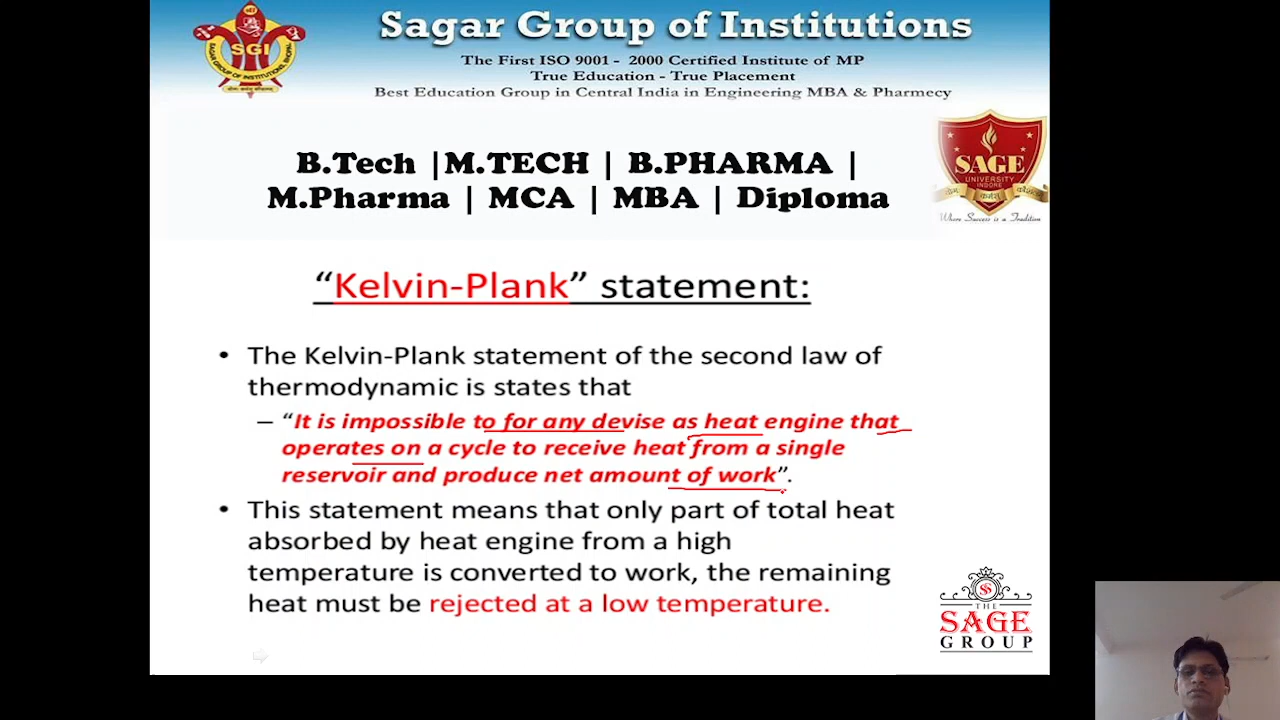 Sagar Group of Institutions
The First ISO 9001 - 2000 Certified Institute of MP
True Education - True Placement
Best Education Group in Central India in Engineering MBA & Pharmecy
SGI
SAGAR GROUP OF INSTITUTIONS, BHOPAL
B.Tech |M.TECH | B.PHARMA |
M.Pharma | MCA | MBA | Diploma
SAGE
UNIVERSITY
INDORE
Where Success is a Tradition
“Kelvin-Plank” statement:
• The Kelvin-Plank statement of the second law of
thermodynamic is states that
– “It is impossible to for any devise as heat engine that
operates on a cycle to receive heat from a single
reservoir and produce net amount of work”.
• This statement means that only part of total heat
absorbed by heat engine from a high
temperature is converted to work, the remaining
heat must be rejected at a low temperature.
THE
SAGE
GROUP